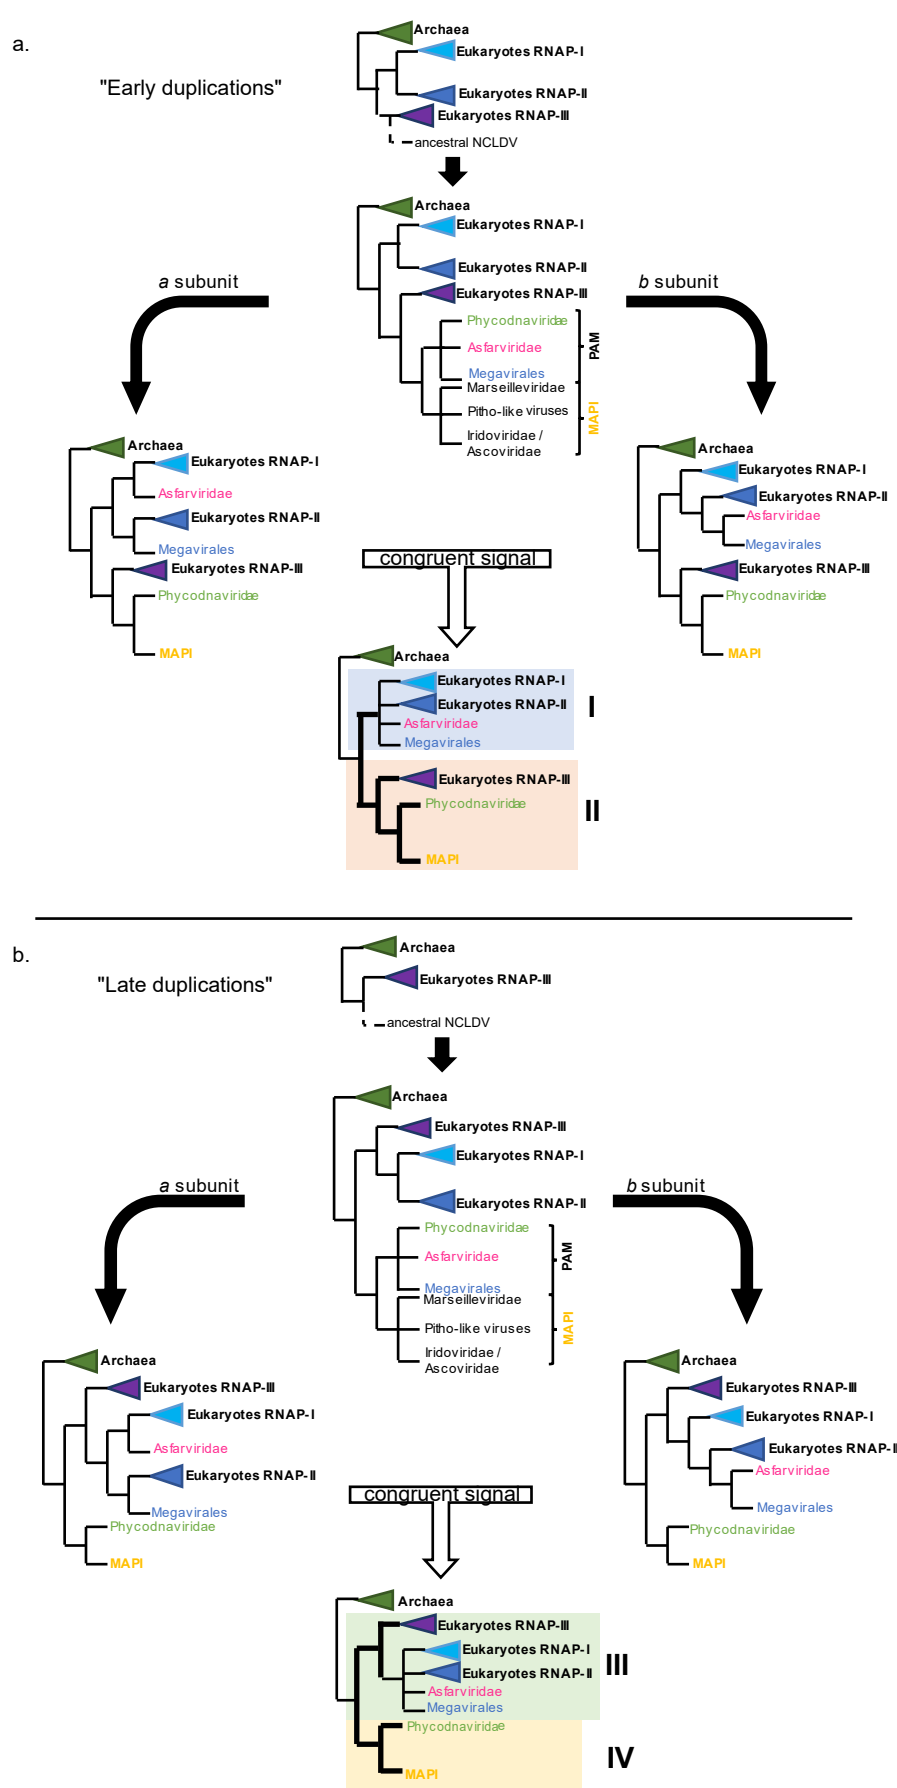 a.
"Early duplications"
Archaea
Eukaryotes RNAP-I
Eukaryotes RNAP-II
Eukaryotes RNAP-III
ancestral NCLDV
Archaea
Eukaryotes RNAP-I
Eukaryotes RNAP-II
Eukaryotes RNAP-III
Phycodnaviridae
Asfarviridae
Megavirales
Marseilleviridae
Pitho-like viruses
Iridoviridae /
Ascoviridae
PAM
MAPI
a subunit
b subunit
Archaea
Eukaryotes RNAP-I
Asfarviridae
Eukaryotes RNAP-II
Megavirales
Eukaryotes RNAP-III
Phycodnaviridae
MAPI
Archaea
Eukaryotes RNAP-I
Eukaryotes RNAP-II
Asfarviridae
Megavirales
Eukaryotes RNAP-III
Phycodnaviridae
MAPI
congruent signal
Archaea
Eukaryotes RNAP-I
Eukaryotes RNAP-II
Asfarviridae
Megavirales
I
Eukaryotes RNAP-III
Phycodnaviridae
MAPI
II
b.
"Late duplications"
Archaea
Eukaryotes RNAP-III
ancestral NCLDV
Archaea
Eukaryotes RNAP-III
Eukaryotes RNAP-I
Eukaryotes RNAP-II
Phycodnaviridae
Asfarviridae
Megavirales
Marseilleviridae
Pitho-like viruses
Iridoviridae /
Ascoviridae
PAM
MAPI
a subunit
b subunit
Archaea
Eukaryotes RNAP-III
Eukaryotes RNAP-I
Asfarviridae
Eukaryotes RNAP-II
Megavirales
Phycodnaviridae
MAPI
Archaea
Eukaryotes RNAP-III
Eukaryotes RNAP-I
Eukaryotes RNAP-II
Asfarviridae
Megavirales
Phycodnaviridae
MAPI
congruent signal
Archaea
Eukaryotes RNAP-III
Eukaryotes RNAP-I
Eukaryotes RNAP-II
Asfarviridae
Megavirales
III
Phycodnaviridae
MAPI
IV